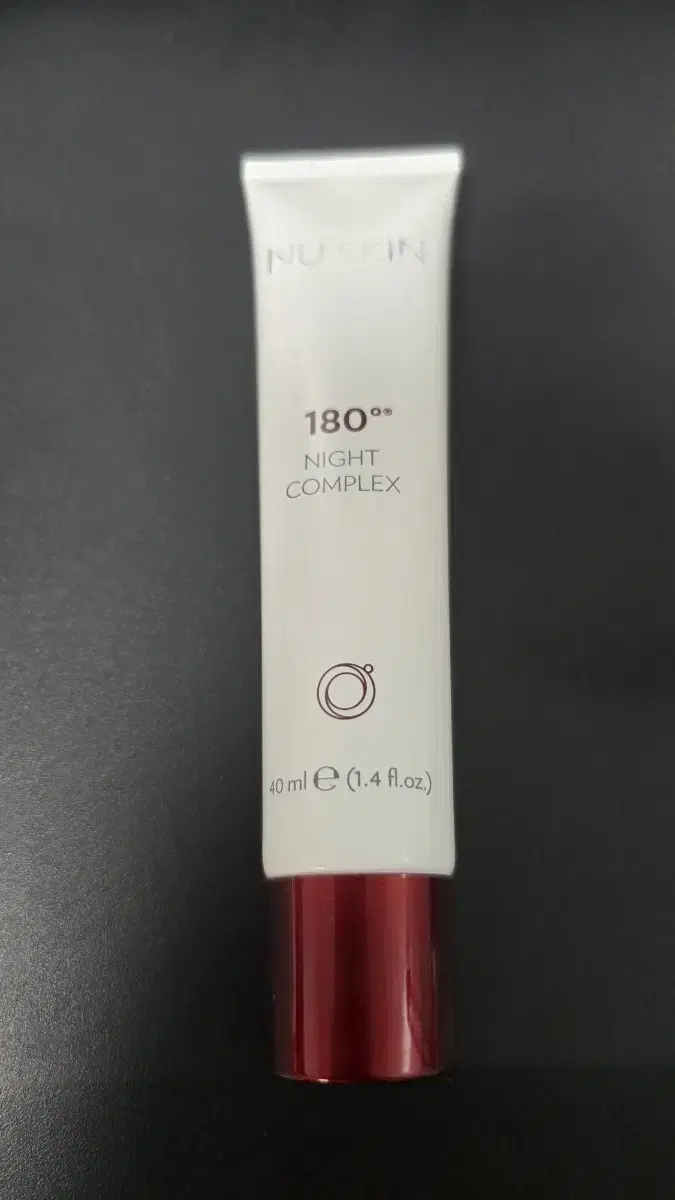 NU SKIN
180°®
NIGHT
COMPLEX
40 ml ℮ (1.4 fl.oz.)